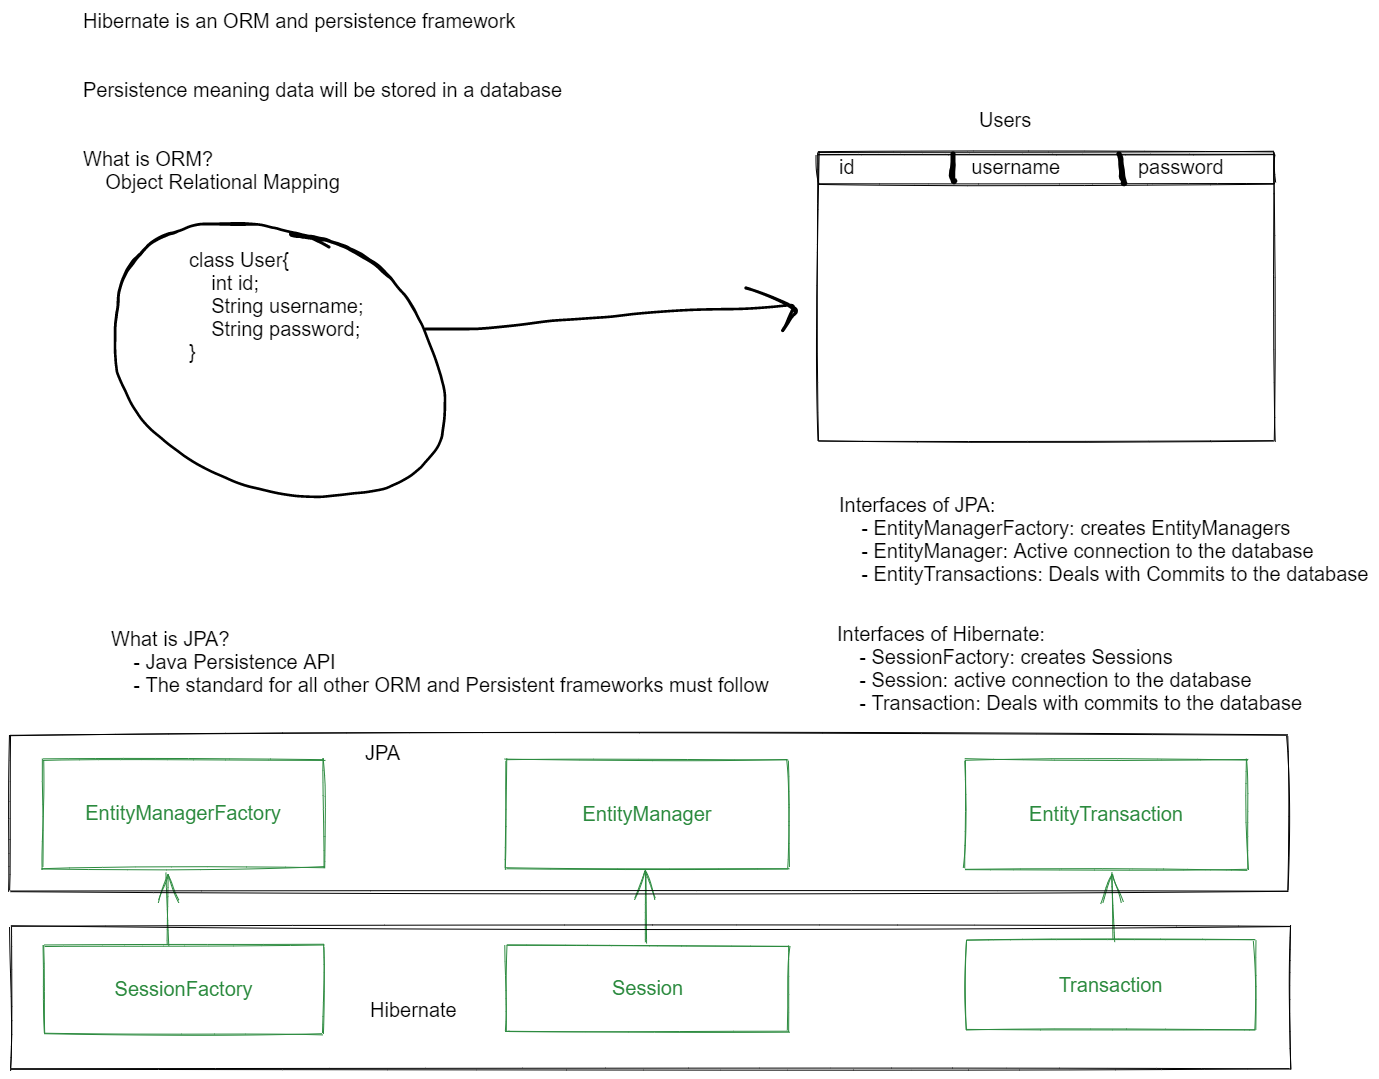 Hibernate is an ORM and persistence framework
Persistence meaning data will be stored in a database
What is ORM?
Object Relational Mapping
class User{
int id;
String username;
String password;
}
Users
id username password
Interfaces of JPA:
- EntityManagerFactory: creates EntityManagers
- EntityManager: Active connection to the database
- EntityTransactions: Deals with Commits to the database
What is JPA?
- Java Persistence API
- The standard for all other ORM and Persistent frameworks must follow
Interfaces of Hibernate:
- SessionFactory: creates Sessions
- Session: active connection to the database
- Transaction: Deals with commits to the database
JPA
EntityManagerFactory
EntityManager
EntityTransaction
SessionFactory
Session
Transaction
Hibernate